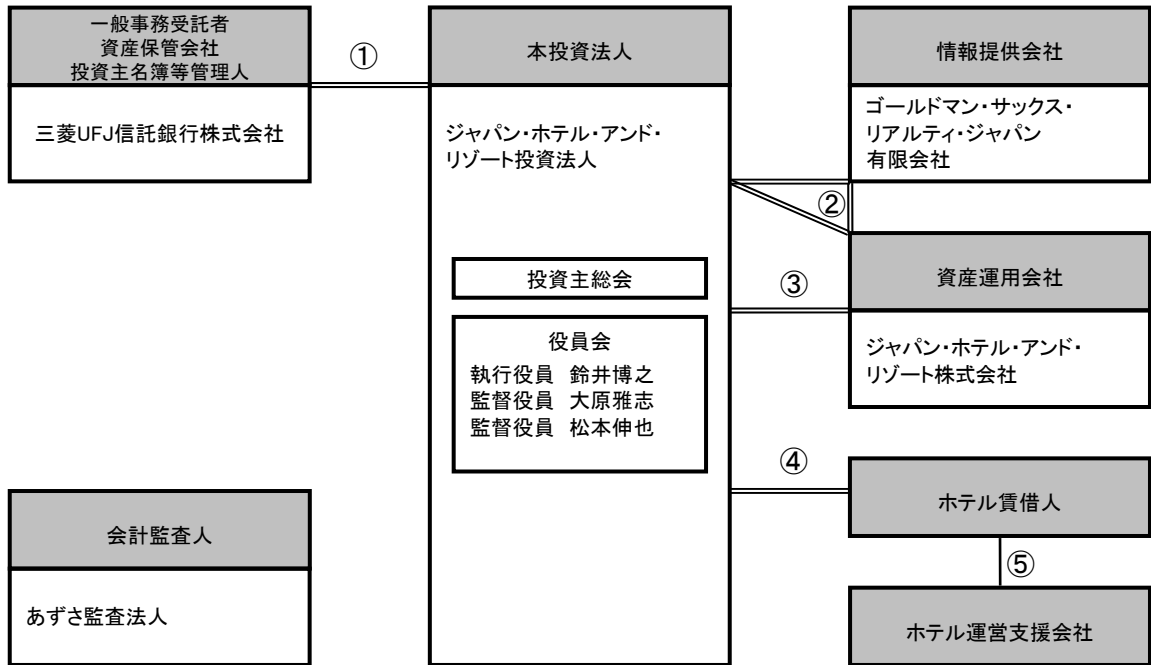 一般事務受託者
資産保管会社
投資主名簿等管理人
三菱UFJ信託銀行株式会社
①
本投資法人
ジャパン・ホテル・アンド・
リゾート投資法人
投資主総会
役員会
執行役員 鈴井博之
監督役員 大原雅志
監督役員 松本伸也
情報提供会社
ゴールドマン・サックス・
リアルティ・ジャパン
有限会社
②
③
資産運用会社
ジャパン・ホテル・アンド・
リゾート株式会社
④
ホテル賃借人
⑤
ホテル運営支援会社
会計監査人
あずさ監査法人